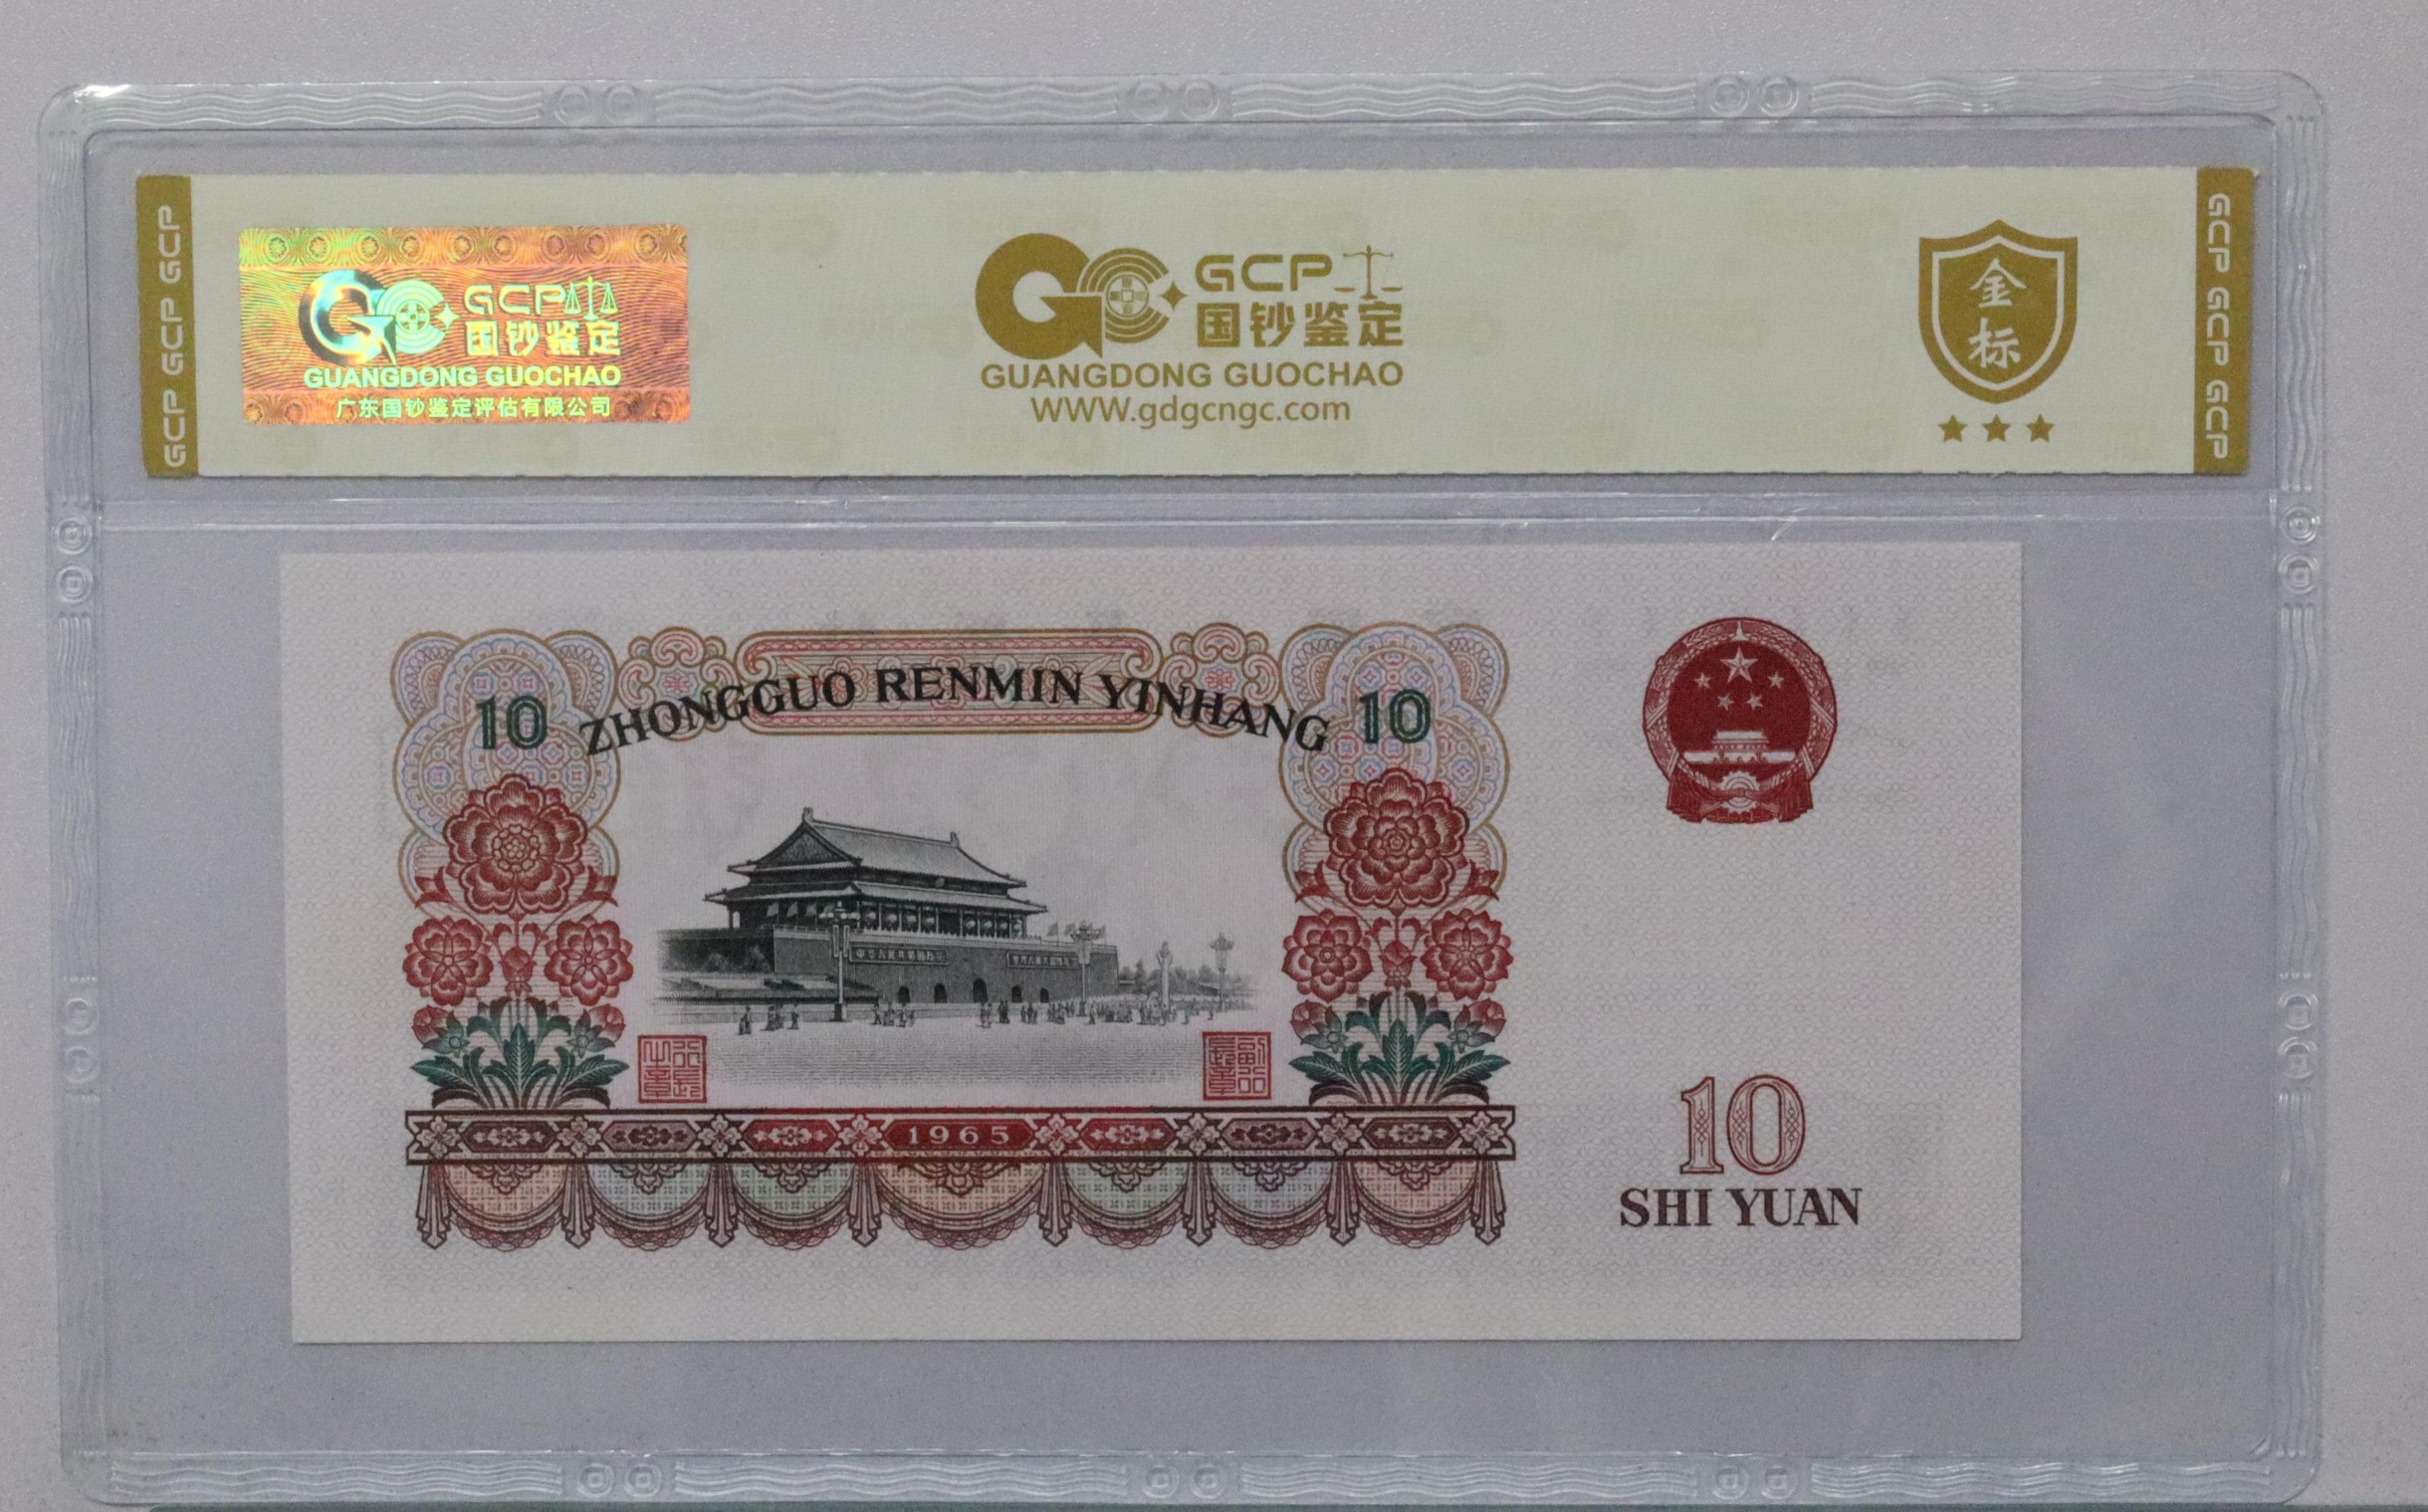 GCP GCP GCP
GCP
国钞鉴定
GUANGDONG GUOCHAO
广东国钞鉴定评估有限公司
GCP
国钞鉴定
GUANGDONG GUOCHAO
WWW.gdgcngc.com
金
标
GCP GCP GCP
10 ZHONGGUO RENMIN YINHANG 10
1965
10
SHI YUAN